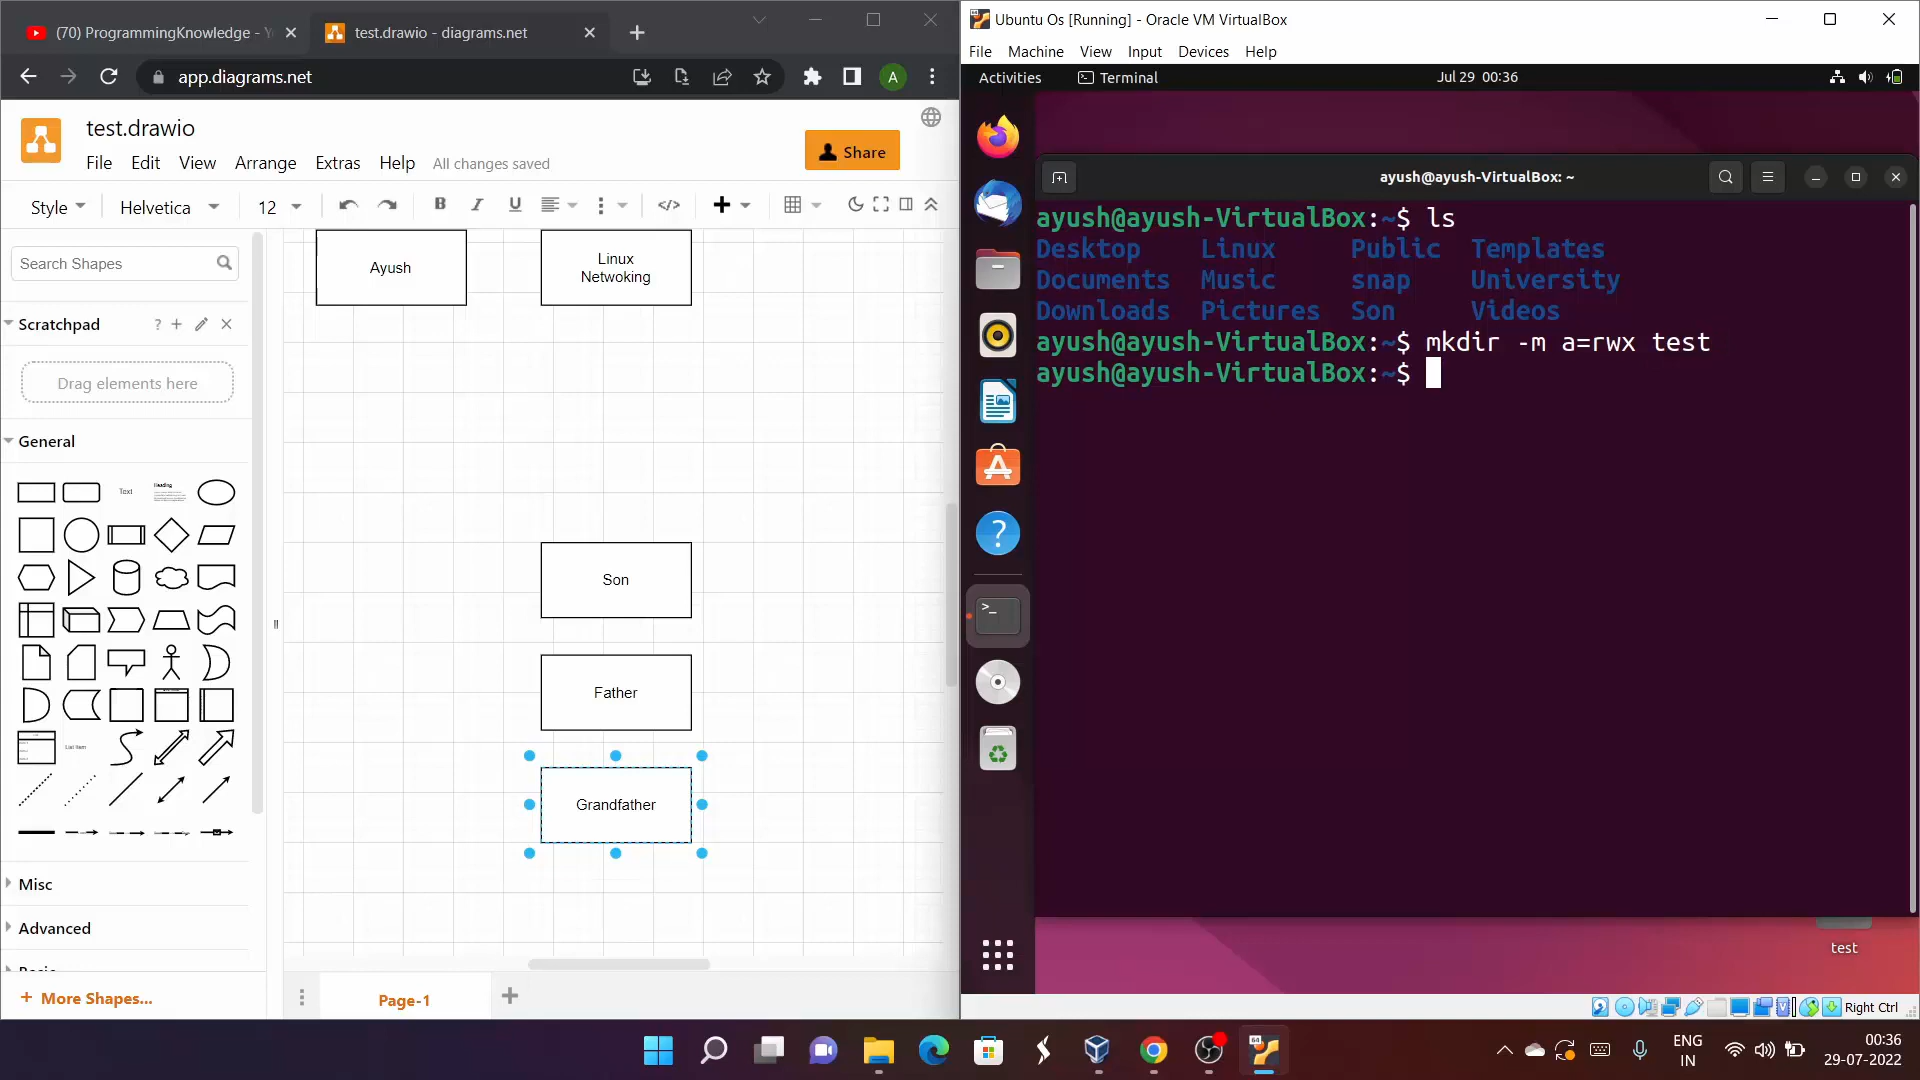 (70) ProgrammingKnowledge - Y
test.drawio - diagrams.net
app.diagrams.net
A
test.drawio
File Edit View Arrange Extras Help All changes saved
Share
Style Helvetica 12
B I U
Search Shapes
Scratchpad
?
Drag elements here
General
Text
Heading
List Item
Misc
Advanced
+ More Shapes...
Ayush
Linux
Netwoking
Son
Father
Grandfather
Page-1
Ubuntu Os [Running] - Oracle VM VirtualBox
File Machine View Input Devices Help
Activities Terminal Jul 29 00:36
ayush@ayush-VirtualBox: ~
ayush@ayush-VirtualBox:~$ ls
Desktop Linux Public Templates
Documents Music snap University
Downloads Pictures Son Videos
ayush@ayush-VirtualBox:~$ mkdir -m a=rwx test
ayush@ayush-VirtualBox:~$
test
Right Ctrl
ENG
IN
00:36
29-07-2022